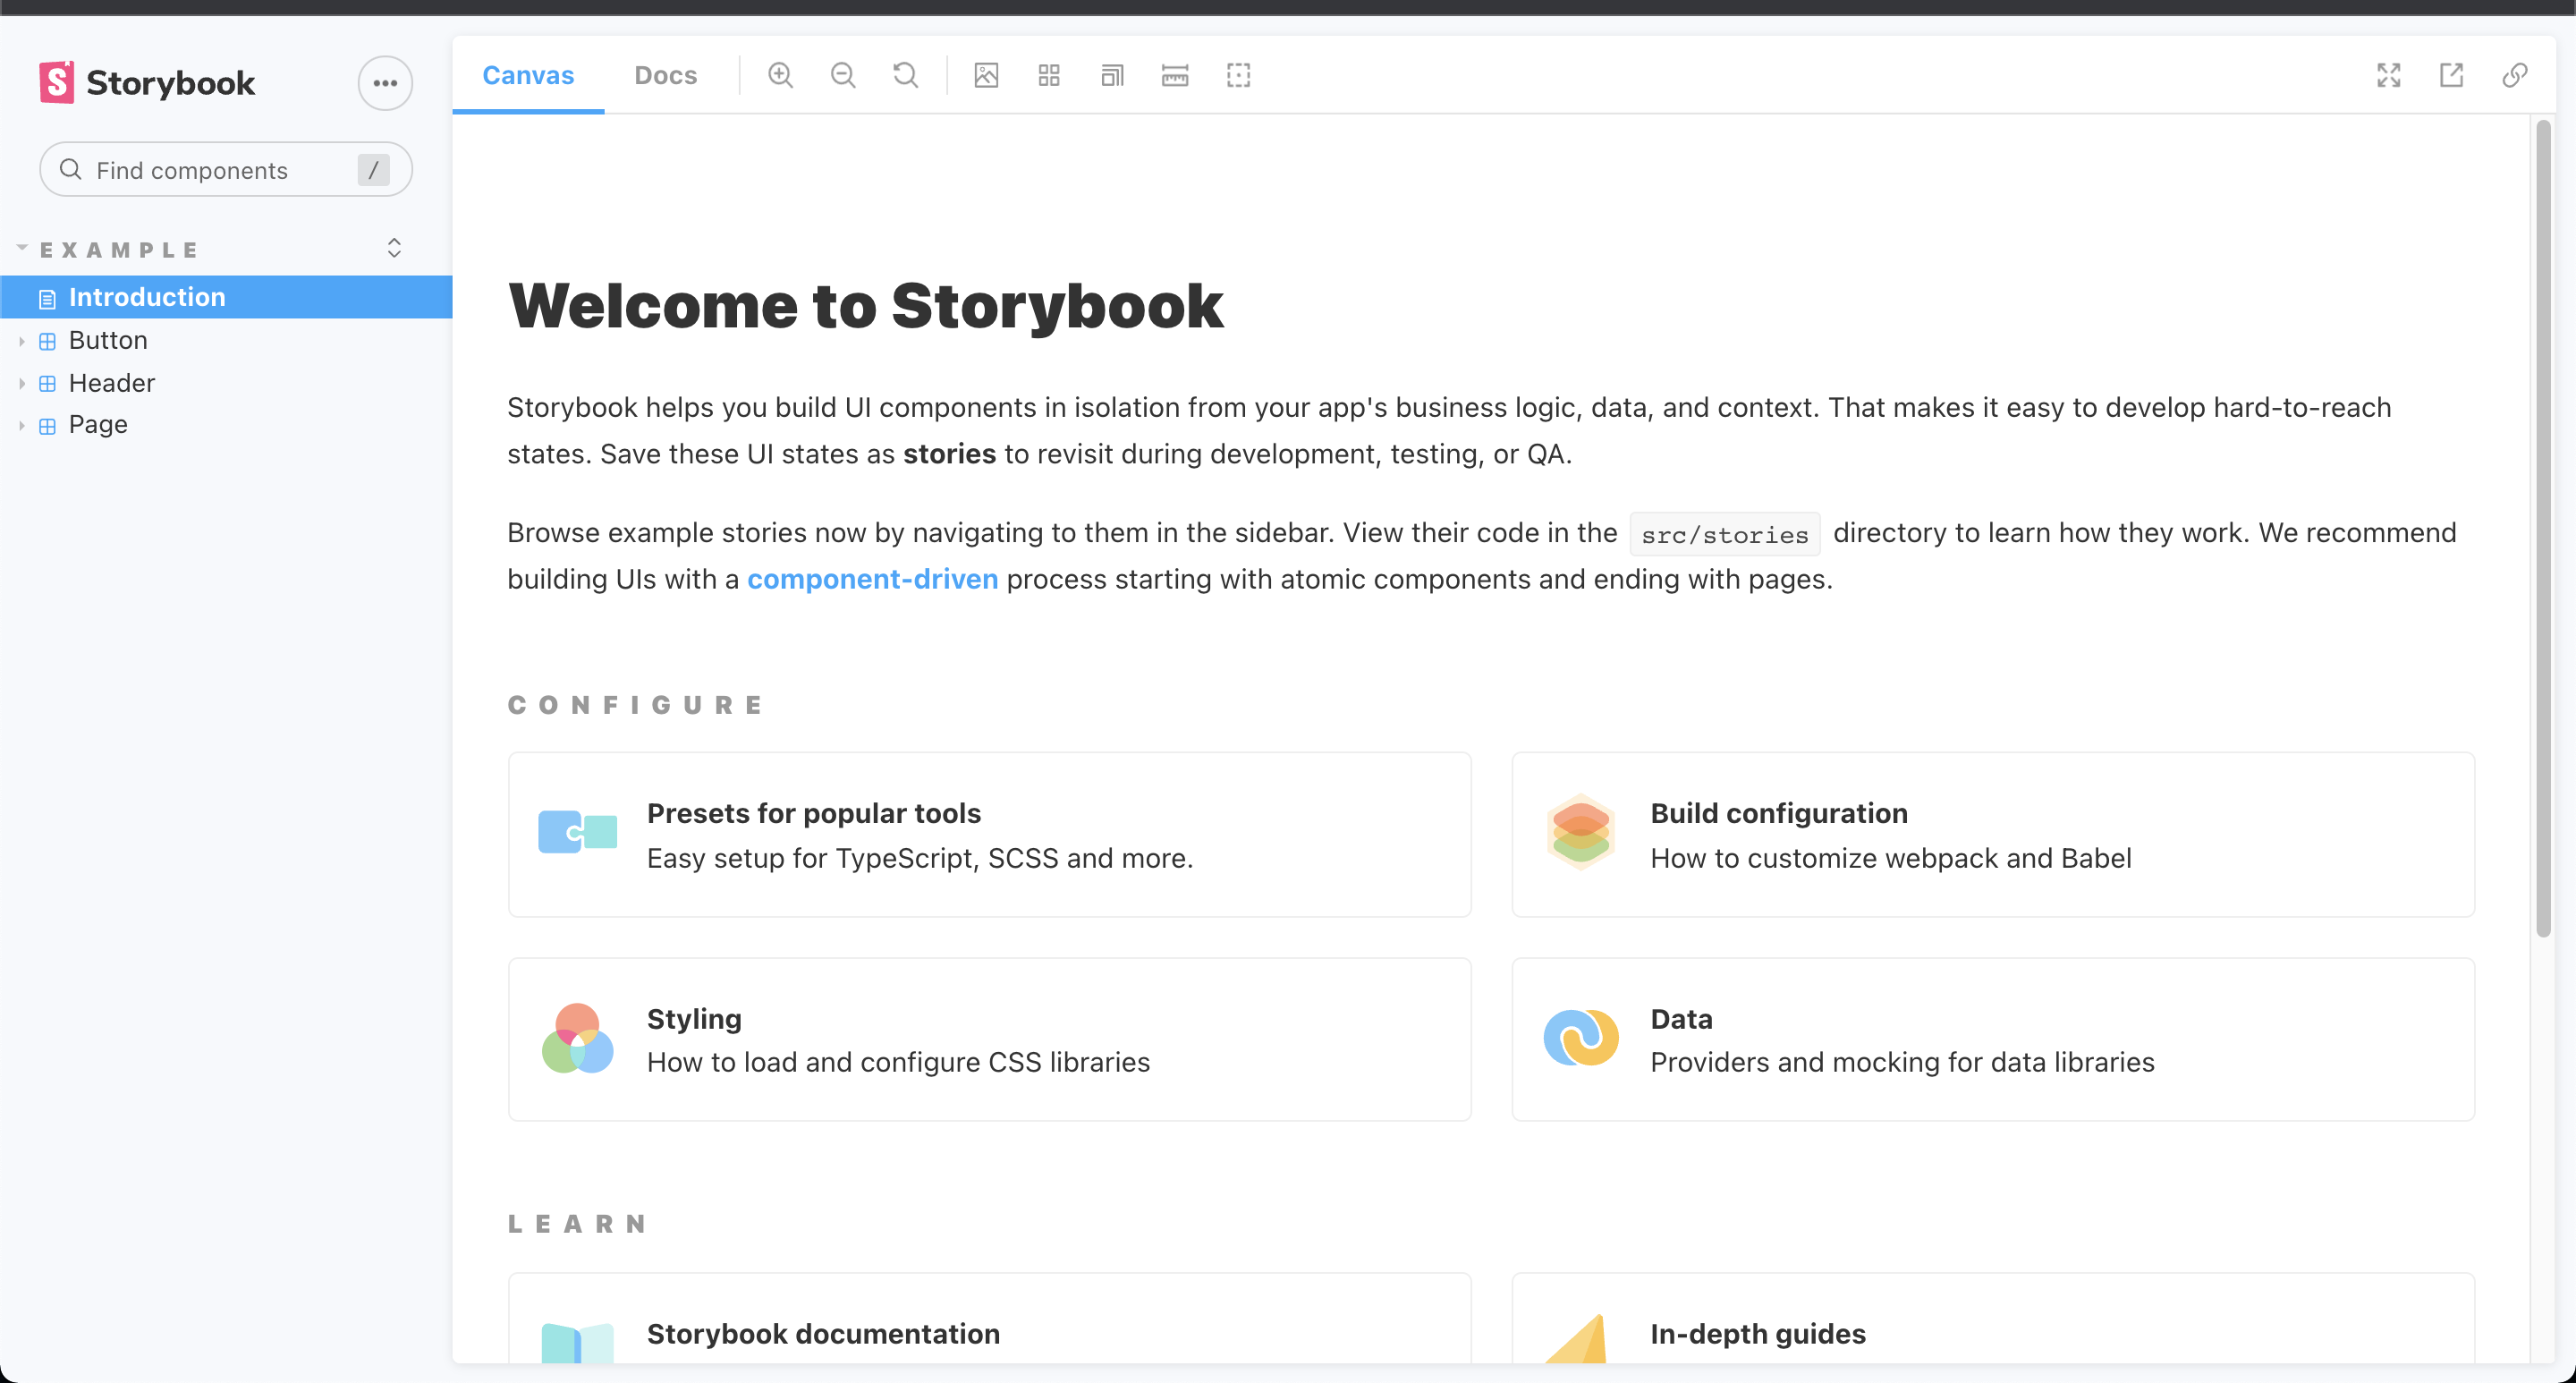 Storybook
Find components /
EXAMPLE
Introduction
Button
Header
Page
Canvas Docs
Welcome to Storybook
Storybook helps you build UI components in isolation from your app's business logic, data, and context. That makes it easy to develop hard-to-reach
states. Save these UI states as stories to revisit during development, testing, or QA.
Browse example stories now by navigating to them in the sidebar. View their code in the src/stories directory to learn how they work. We recommend
building UIs with a component-driven process starting with atomic components and ending with pages.
CONFIGURE
Presets for popular tools
Easy setup for TypeScript, SCSS and more.
Build configuration
How to customize webpack and Babel
Styling
How to load and configure CSS libraries
Data
Providers and mocking for data libraries
LEARN
Storybook documentation
In-depth guides